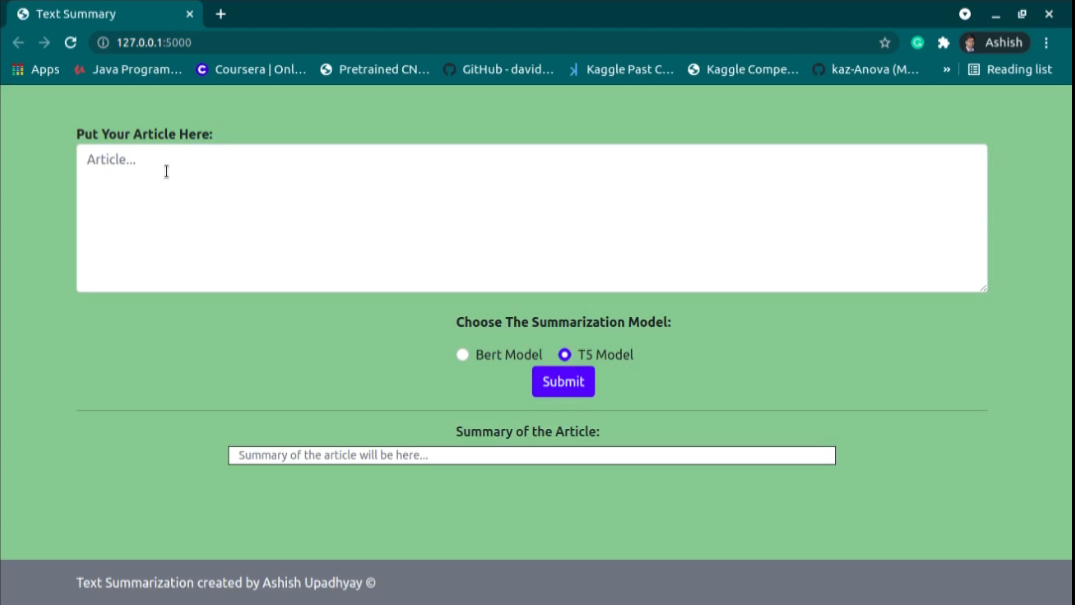 Text Summary
127.0.0.1:5000
Ashish
Apps Java Program... Coursera | Onl... Pretrained CN... GitHub - david... Kaggle Past C... Kaggle Compe... kaz-Anova (M... » Reading list
Put Your Article Here:
Article...
Choose The Summarization Model:
Bert Model T5 Model
Submit
Summary of the Article:
Summary of the article will be here...
Text Summarization created by Ashish Upadhyay ©